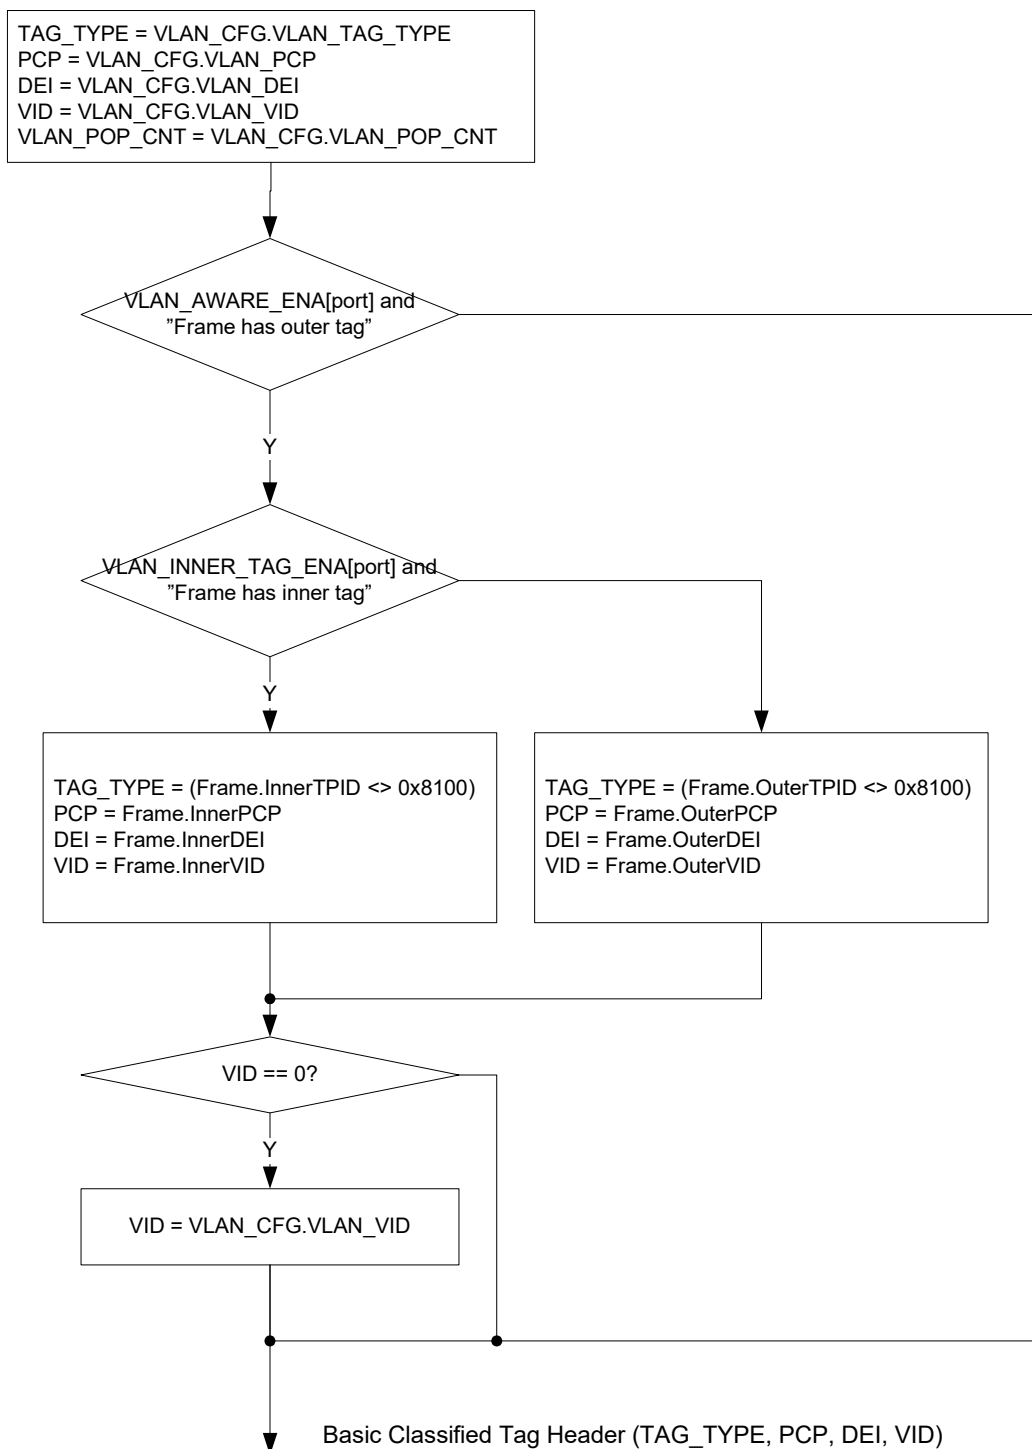 TAG_TYPE = VLAN_CFG.VLAN_TAG_TYPE
PCP = VLAN_CFG.VLAN_PCP
DEI = VLAN_CFG.VLAN_DEI
VID = VLAN_CFG.VLAN_VID
VLAN_POP_CNT = VLAN_CFG.VLAN_POP_CNT
VLAN_AWARE_ENA[port] and
”Frame has outer tag”
Y
VLAN_INNER_TAG_ENA[port] and
”Frame has inner tag”
Y
TAG_TYPE = (Frame.InnerTPID <> 0x8100)
PCP = Frame.InnerPCP
DEI = Frame.InnerDEI
VID = Frame.InnerVID
TAG_TYPE = (Frame.OuterTPID <> 0x8100)
PCP = Frame.OuterPCP
DEI = Frame.OuterDEI
VID = Frame.OuterVID
VID == 0?
Y
VID = VLAN_CFG.VLAN_VID
Basic Classified Tag Header (TAG_TYPE, PCP, DEI, VID)